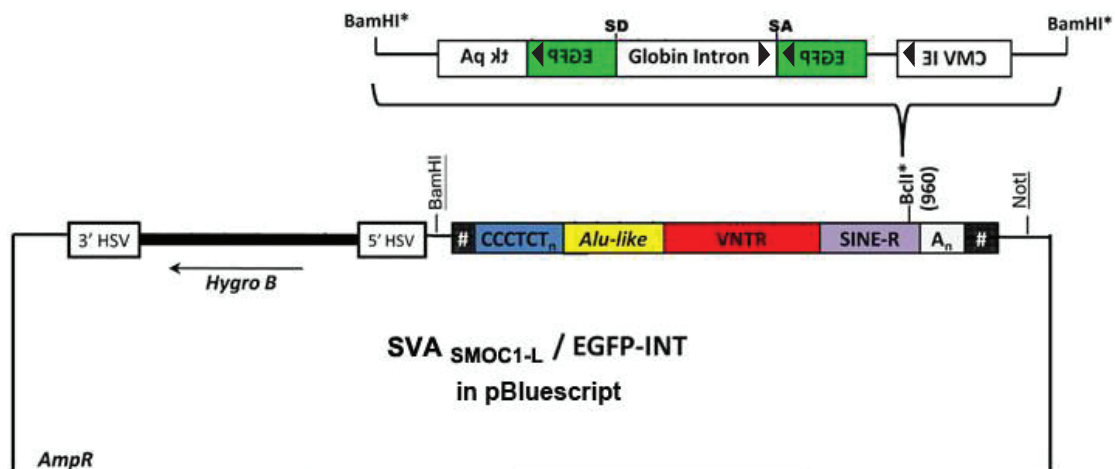 BamHI* SD SA BamHI*
tk pA EGFP Globin Intron EGFP CMV IE
BamHI BclI* (960) NotI
3' HSV 5' HSV # CCCTCTn Alu-like VNTR SINE-R An #
Hygro B
SVA SMOC1-L / EGFP-INT
in pBluescript
AmpR